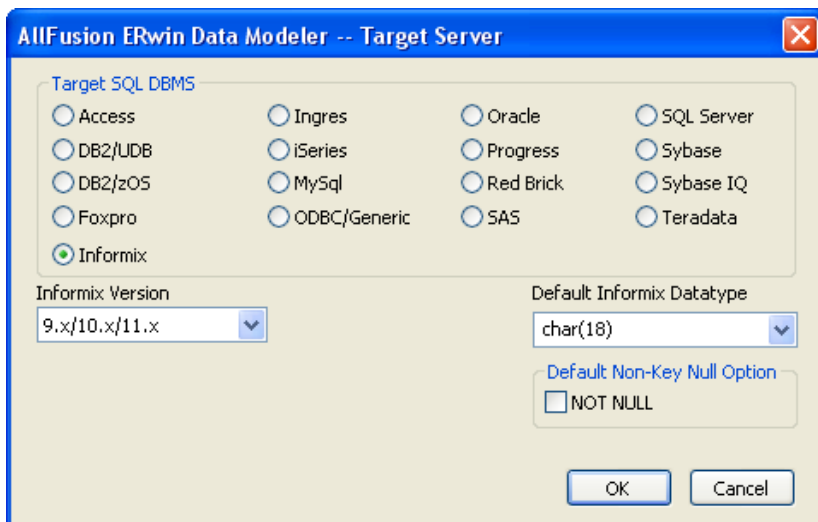 AllFusion ERwin Data Modeler -- Target Server
Target SQL DBMS
Access Ingres Oracle SQL Server
DB2/UDB iSeries Progress Sybase
DB2/zOS MySql Red Brick Sybase IQ
Foxpro ODBC/Generic SAS Teradata
Informix
Informix Version Default Informix Datatype
9.x/10.x/11.x char(18)
Default Non-Key Null Option
NOT NULL
OK Cancel